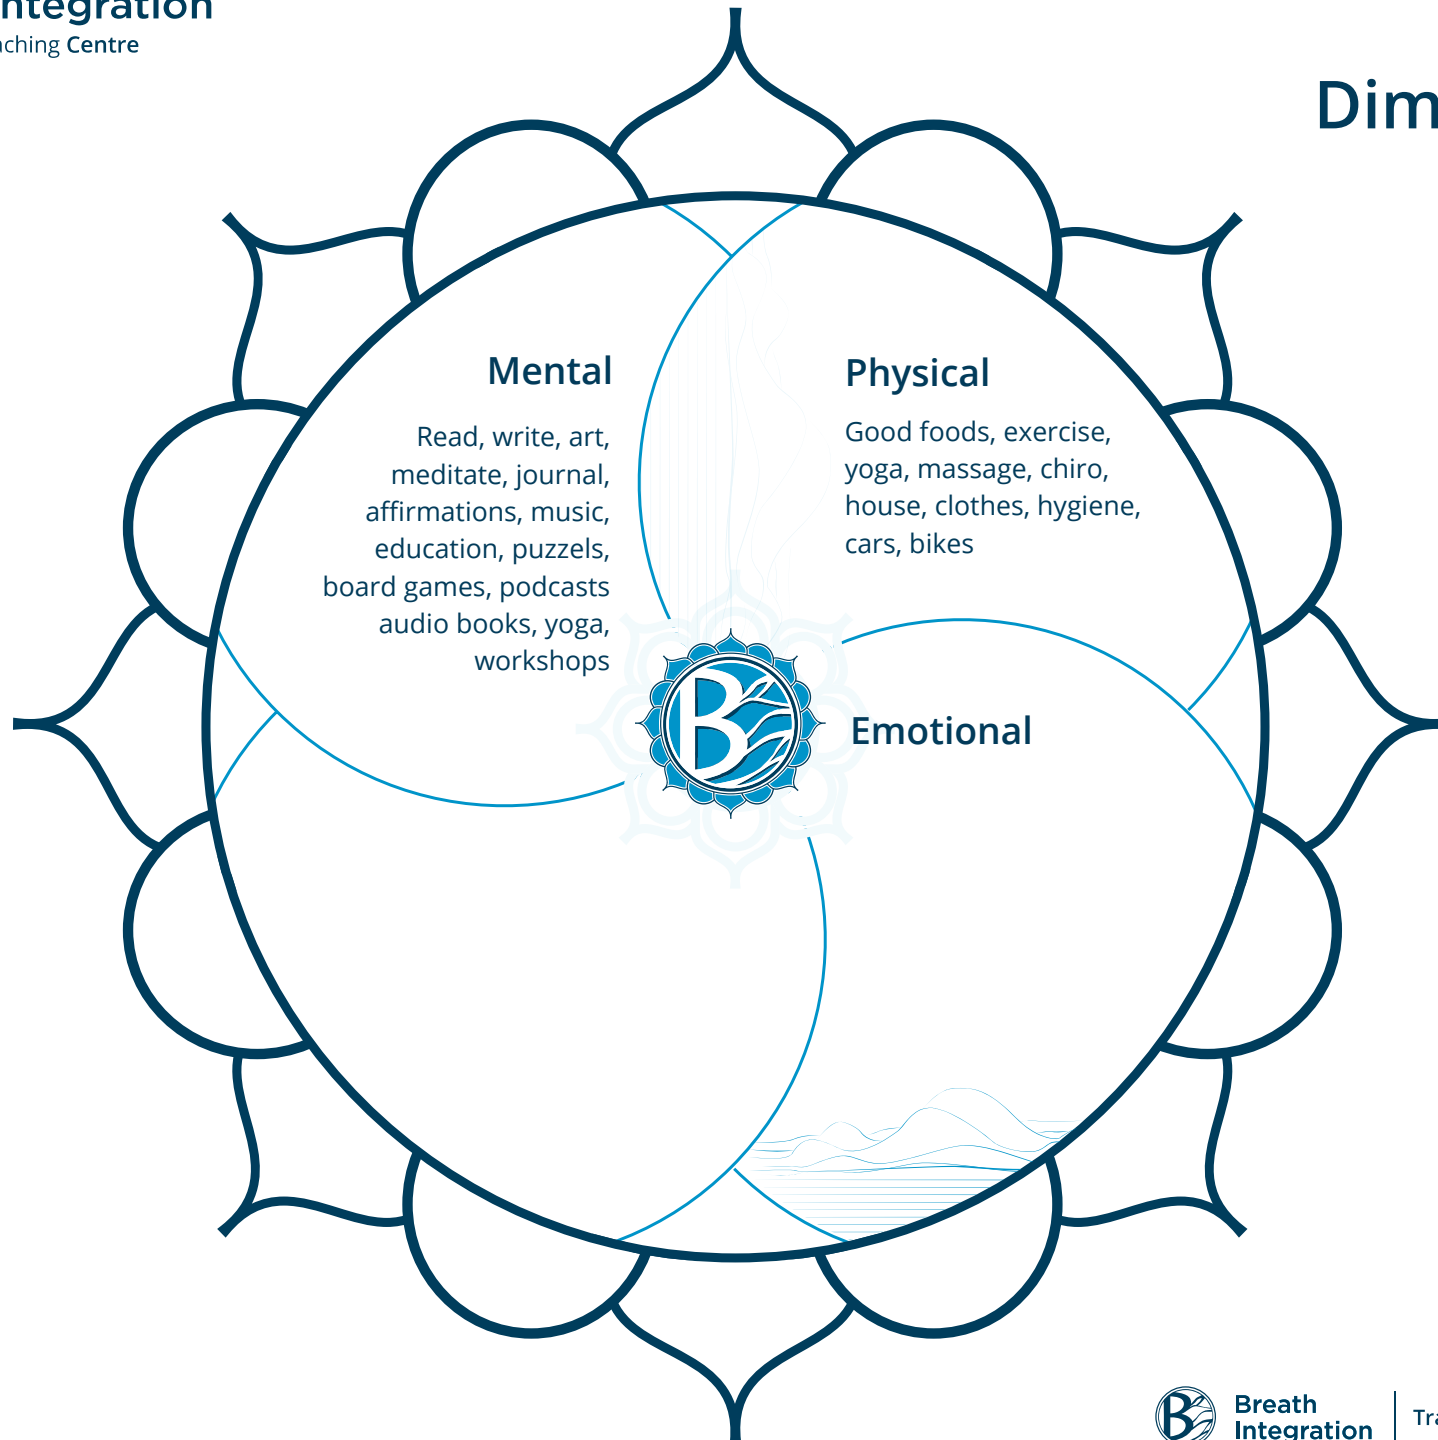 ntegration
aching Centre
Dim
Mental
Read, write, art,
meditate, journal,
affirmations, music,
education, puzzels,
board games, podcasts
audio books, yoga,
workshops
Physical
Good foods, exercise,
yoga, massage, chiro,
house, clothes, hygiene,
cars, bikes
B
Emotional
B
Breath
Integration
Tra